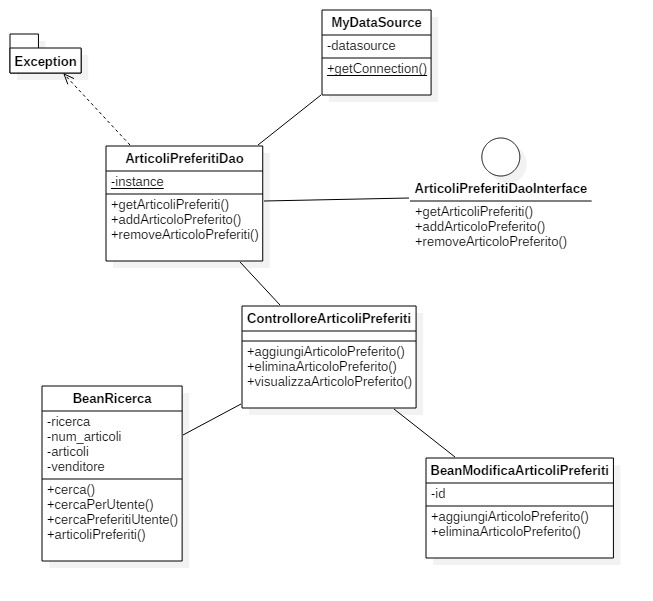 MyDataSource
-datasource
+getConnection()
Exception
ArticoliPreferitiDao
-instance
+getArticoliPreferiti()
+addArticoloPreferito()
+removeArticoloPreferiti()
ArticoliPreferitiDaoInterface
+getArticoliPreferiti()
+addArticoloPreferito()
+removeArticoloPreferito()
ControlloreArticoliPreferiti
+aggiungiArticoloPreferito()
+eliminaArticoloPreferito()
+visualizzaArticoloPreferito()
BeanRicerca
-ricerca
-num_articoli
-articoli
-venditore
+cerca()
+cercaPerUtente()
+cercaPreferitiUtente()
+articoliPreferiti()
BeanModificaArticoliPreferiti
-id
+aggiungiArticoloPreferito()
+eliminaArticoloPreferito()